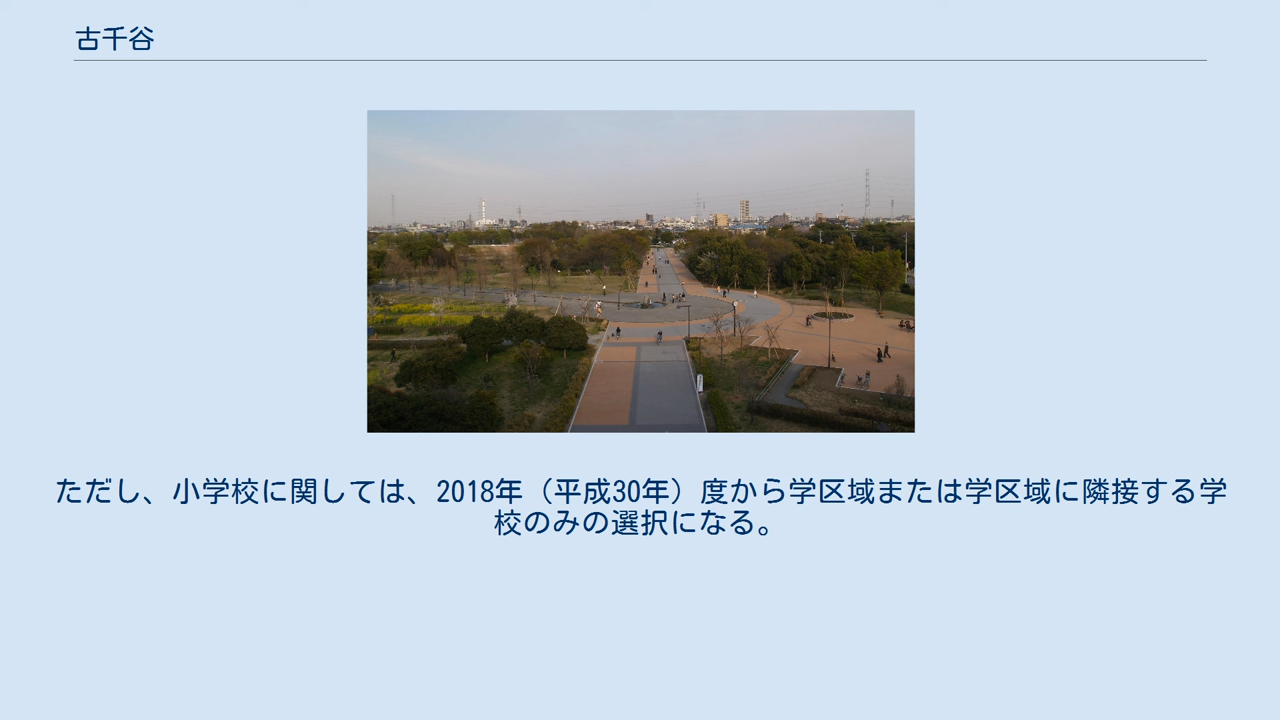 古千谷
ただし、小学校に関しては、2018年（平成30年）度から学区域または学区域に隣接する学
校のみの選択になる。